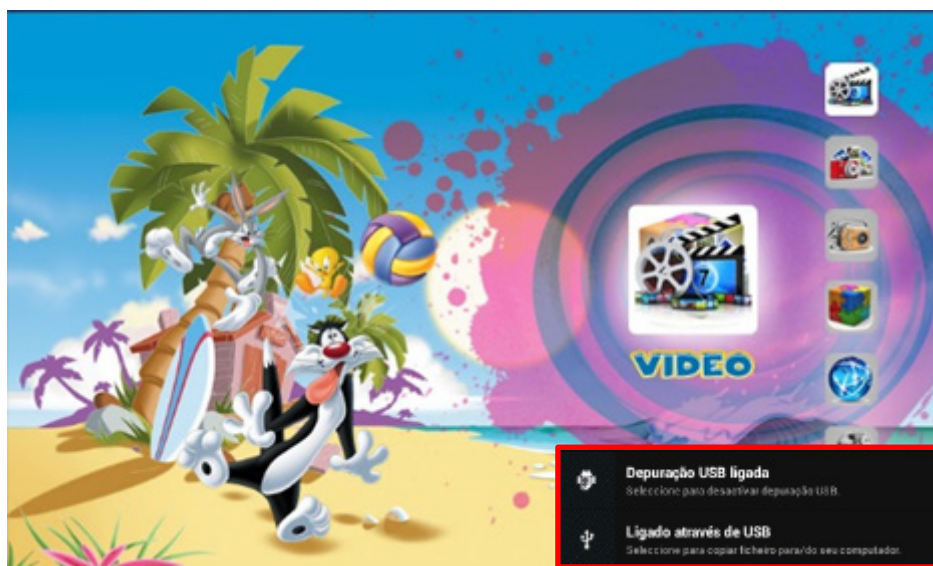 VIDEO
7
Depuração USB ligada
Seleccione para desactivar depuração USB.
Ligado através de USB
Seleccione para copiar ficheiro para/do seu computador.